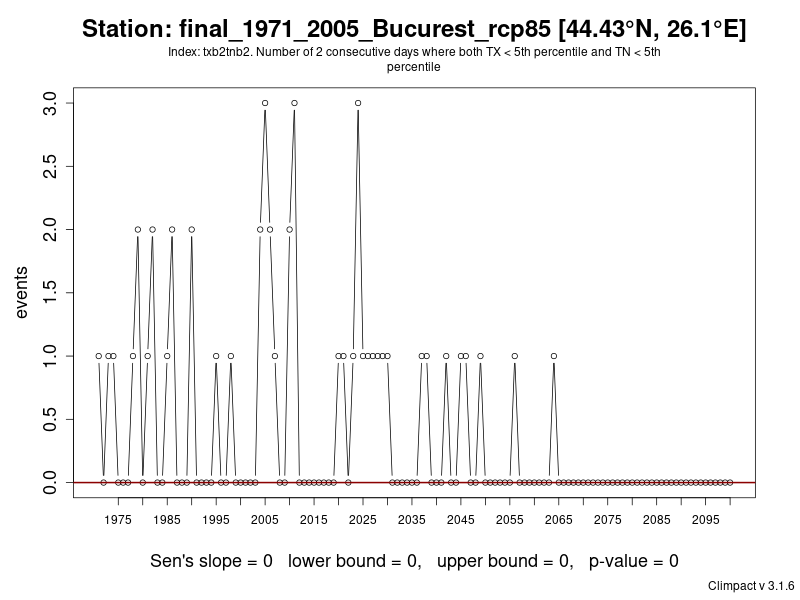 Station: final_1971_2005_Bucurest_rcp85 [44.43°N, 26.1°E]
Index: txb2tnb2. Number of 2 consecutive days where both TX < 5th percentile and TN < 5th
percentile
3.0
2.5
2.0
1.5
1.0
0.5
0.0
events
1975 1985 1995 2005 2015 2025 2035 2045 2055 2065 2075 2085 2095
Sen's slope = 0 lower bound = 0, upper bound = 0, p-value = 0
Climpact v 3.1.6